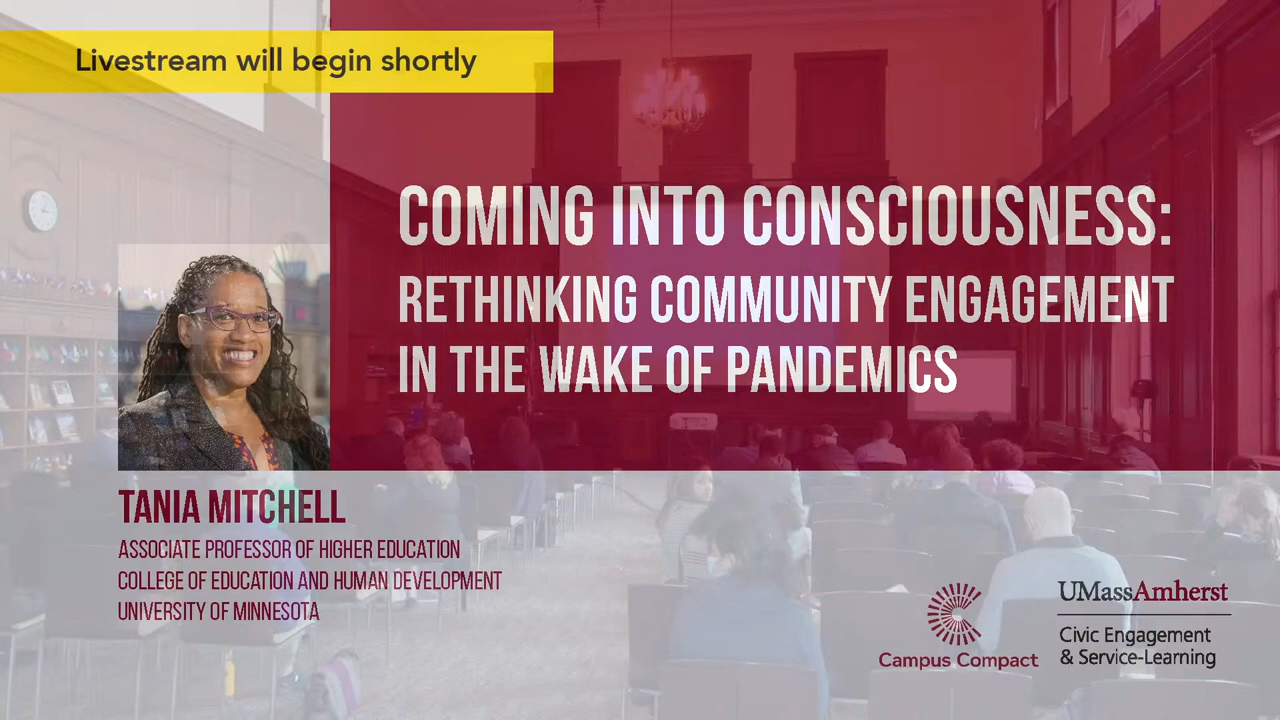 Livestream will begin shortly
COMING INTO CONSCIOUSNESS:
RETHINKING COMMUNITY ENGAGEMENT
IN THE WAKE OF PANDEMICS
TANIA MITCHELL
ASSOCIATE PROFESSOR OF HIGHER EDUCATION
COLLEGE OF EDUCATION AND HUMAN DEVELOPMENT
UNIVERSITY OF MINNESOTA
Campus Compact
UMassAmherst
Civic Engagement
& Service-Learning